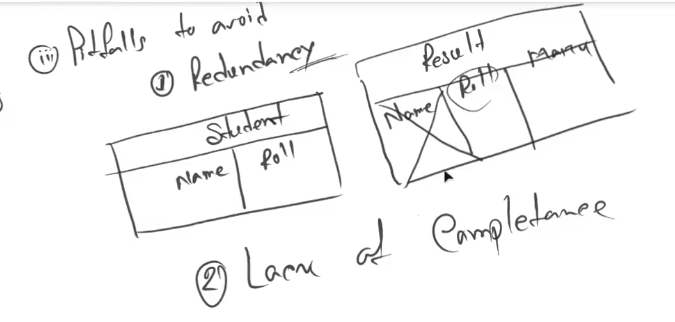 (iii) Pitfalls to avoid
① Redundancy
Student
Name Roll
Result
Name Roll Marks
② Lack of Completance